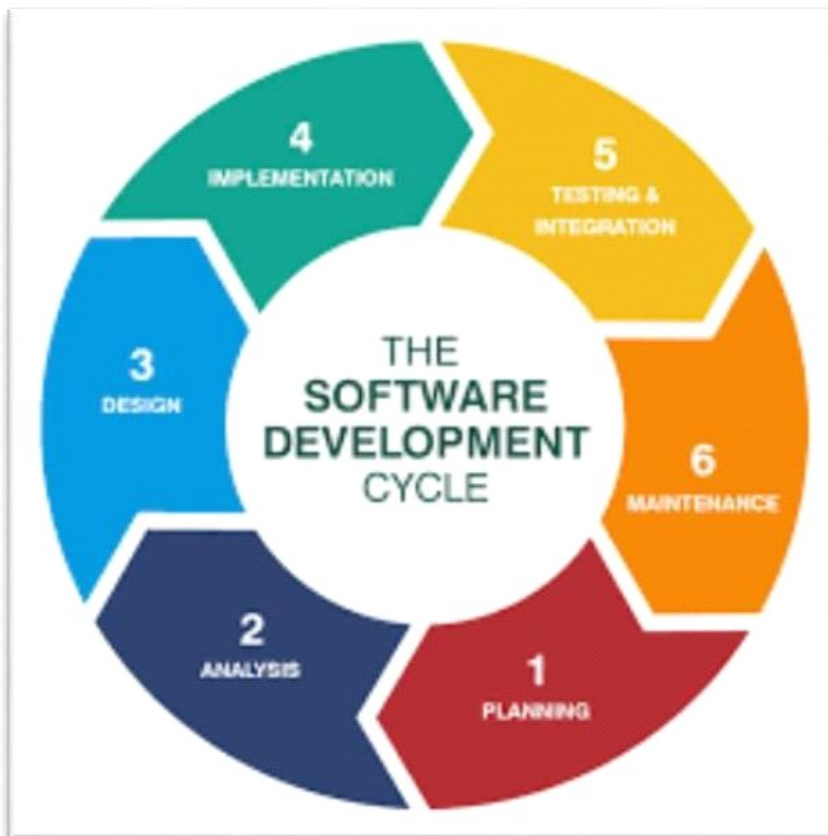 THE
SOFTWARE
DEVELOPMENT
CYCLE
1
PLANNING
2
ANALYSIS
3
DESIGN
4
IMPLEMENTATION
5
TESTING &
INTEGRATION
6
MAINTENANCE